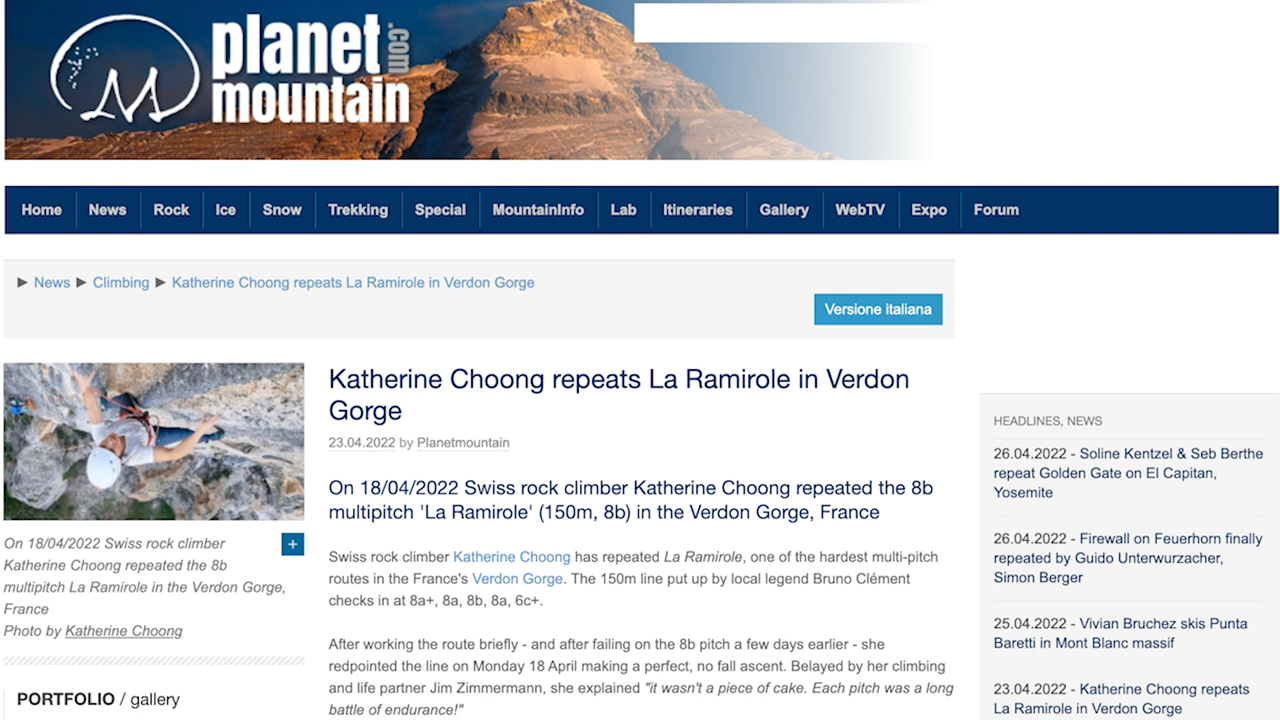 planet
.com
mountain
Home News Rock Ice Snow Trekking Special MountainInfo Lab Itineraries Gallery WebTV Expo Forum
► News ► Climbing ► Katherine Choong repeats La Ramirole in Verdon Gorge
Versione italiana
On 18/04/2022 Swiss rock climber
Katherine Choong repeated the 8b
multipitch La Ramirole in the Verdon Gorge,
France
Photo by Katherine Choong
PORTFOLIO / gallery
Katherine Choong repeats La Ramirole in Verdon
Gorge
23.04.2022 by Planetmountain
On 18/04/2022 Swiss rock climber Katherine Choong repeated the 8b
multipitch 'La Ramirole' (150m, 8b) in the Verdon Gorge, France
Swiss rock climber Katherine Choong has repeated La Ramirole, one of the hardest multi-pitch
routes in the France's Verdon Gorge. The 150m line put up by local legend Bruno Clément
checks in at 8a+, 8a, 8b, 8a, 6c+.
After working the route briefly - and after failing on the 8b pitch a few days earlier - she
redpointed the line on Monday 18 April making a perfect, no fall ascent. Belayed by her climbing
and life partner Jim Zimmermann, she explained "it wasn't a piece of cake. Each pitch was a long
battle of endurance!"
HEADLINES, NEWS
26.04.2022 - Soline Kentzel & Seb Berthe
repeat Golden Gate on El Capitan,
Yosemite
26.04.2022 - Firewall on Feuerhorn finally
repeated by Guido Unterwurzacher,
Simon Berger
25.04.2022 - Vivian Bruchez skis Punta
Baretti in Mont Blanc massif
23.04.2022 - Katherine Choong repeats
La Ramirole in Verdon Gorge